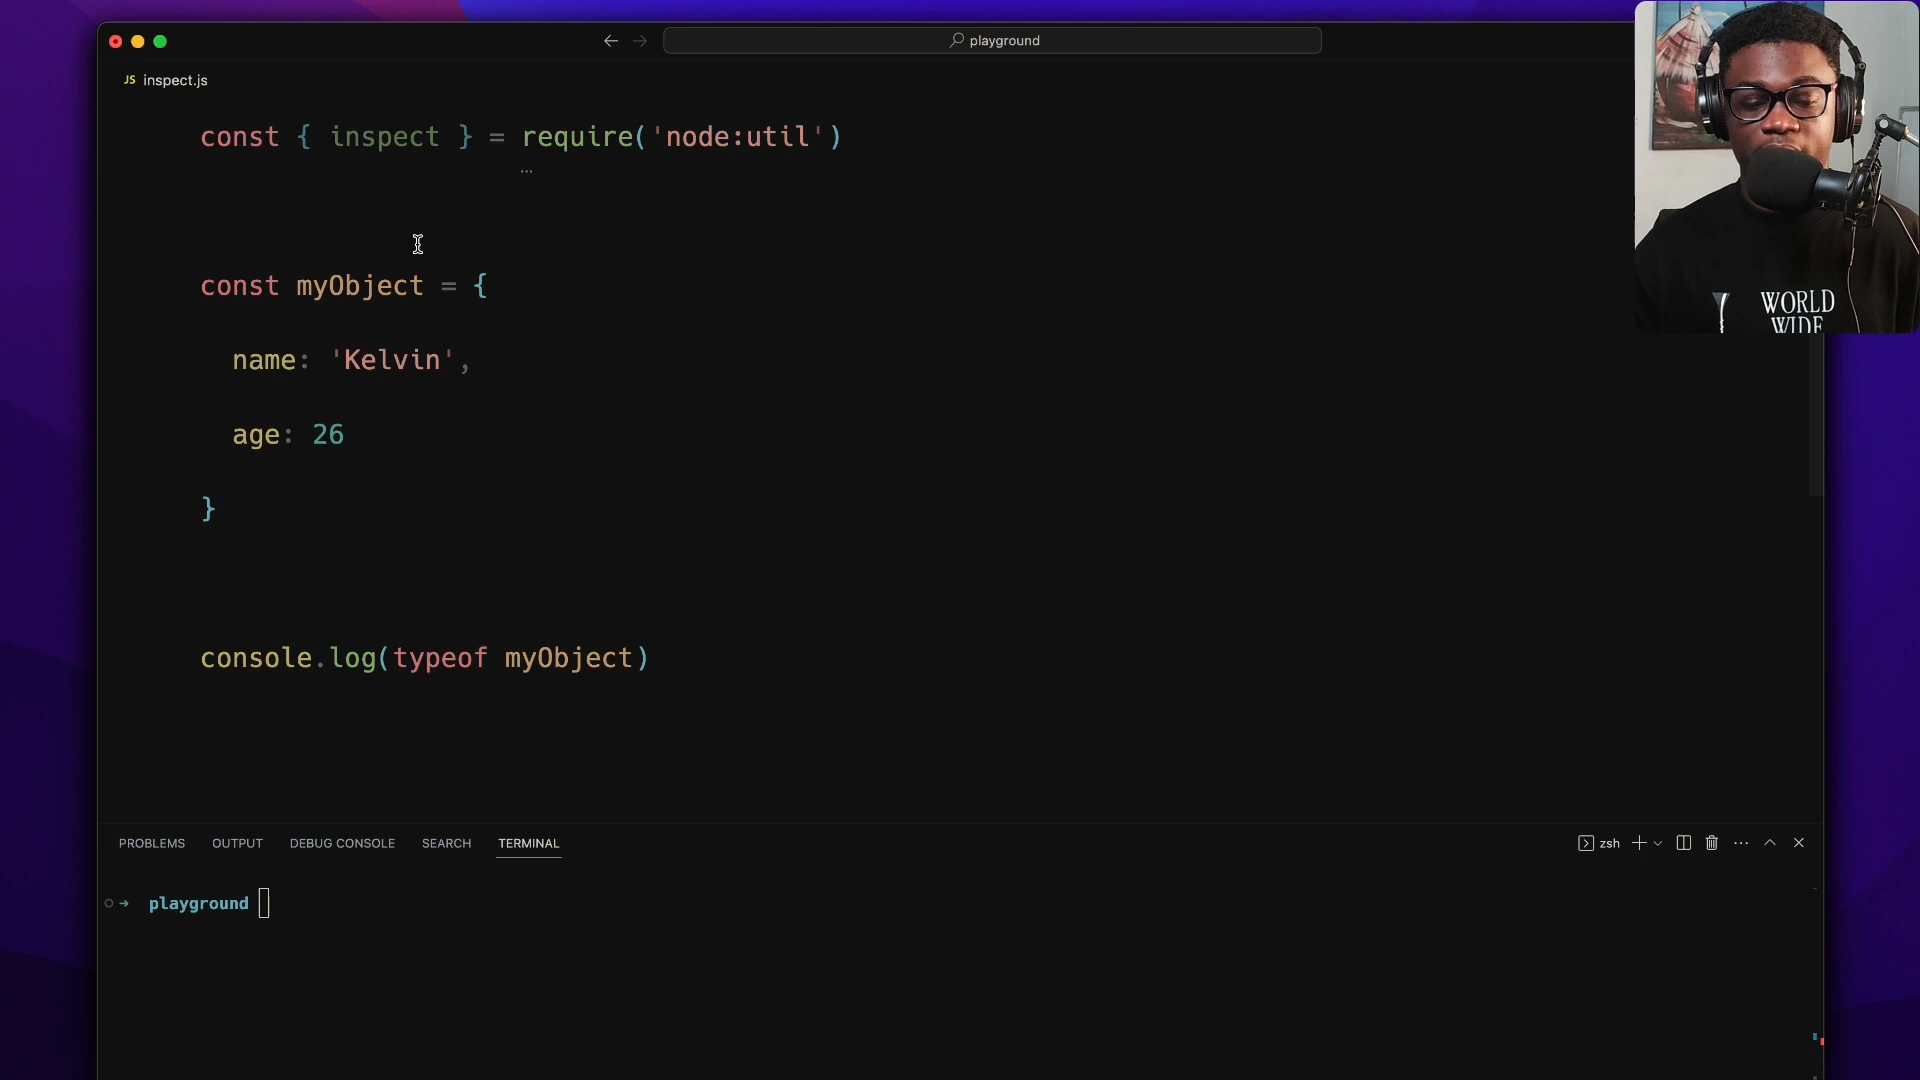 playground
JS inspect.js
const { inspect } = require('node:util')
...
const myObject = {
name: 'Kelvin',
age: 26
}
console.log(typeof myObject)
PROBLEMS OUTPUT DEBUG CONSOLE SEARCH TERMINAL
zsh
→ playground
WORLD
WIDE